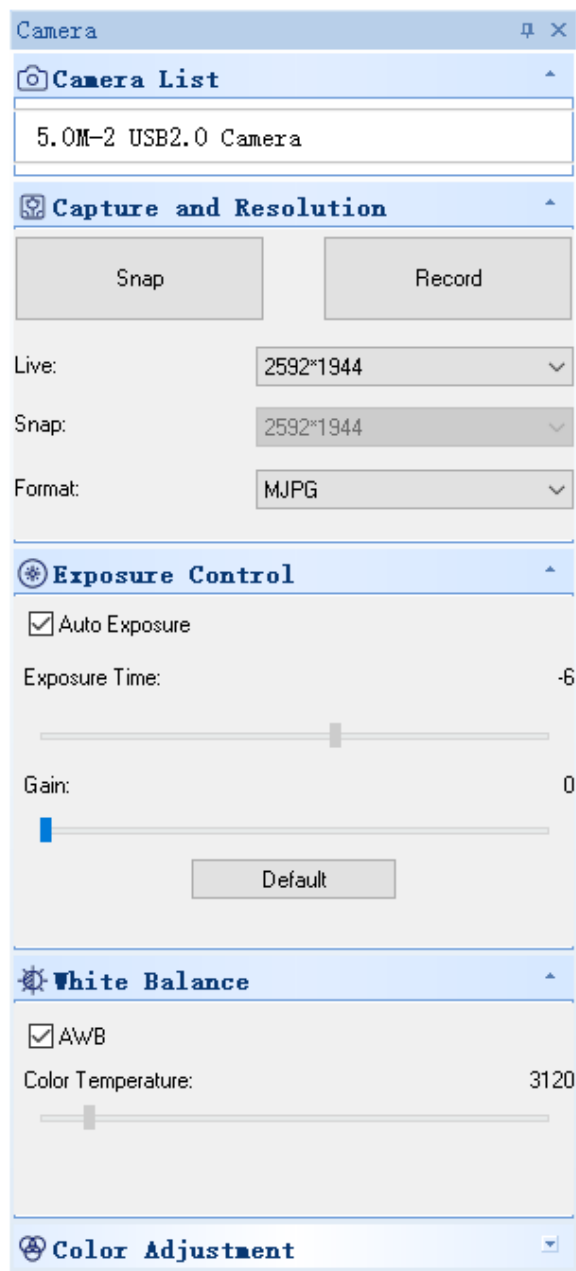 Camera
Camera List
5.0M-2 USB2.0 Camera
Capture and Resolution
Snap Record
Live: 2592*1944
Snap: 2592*1944
Format: MJPG
Exposure Control
Auto Exposure
Exposure Time: -6
Gain: 0
Default
White Balance
AWB
Color Temperature: 3120
Color Adjustment